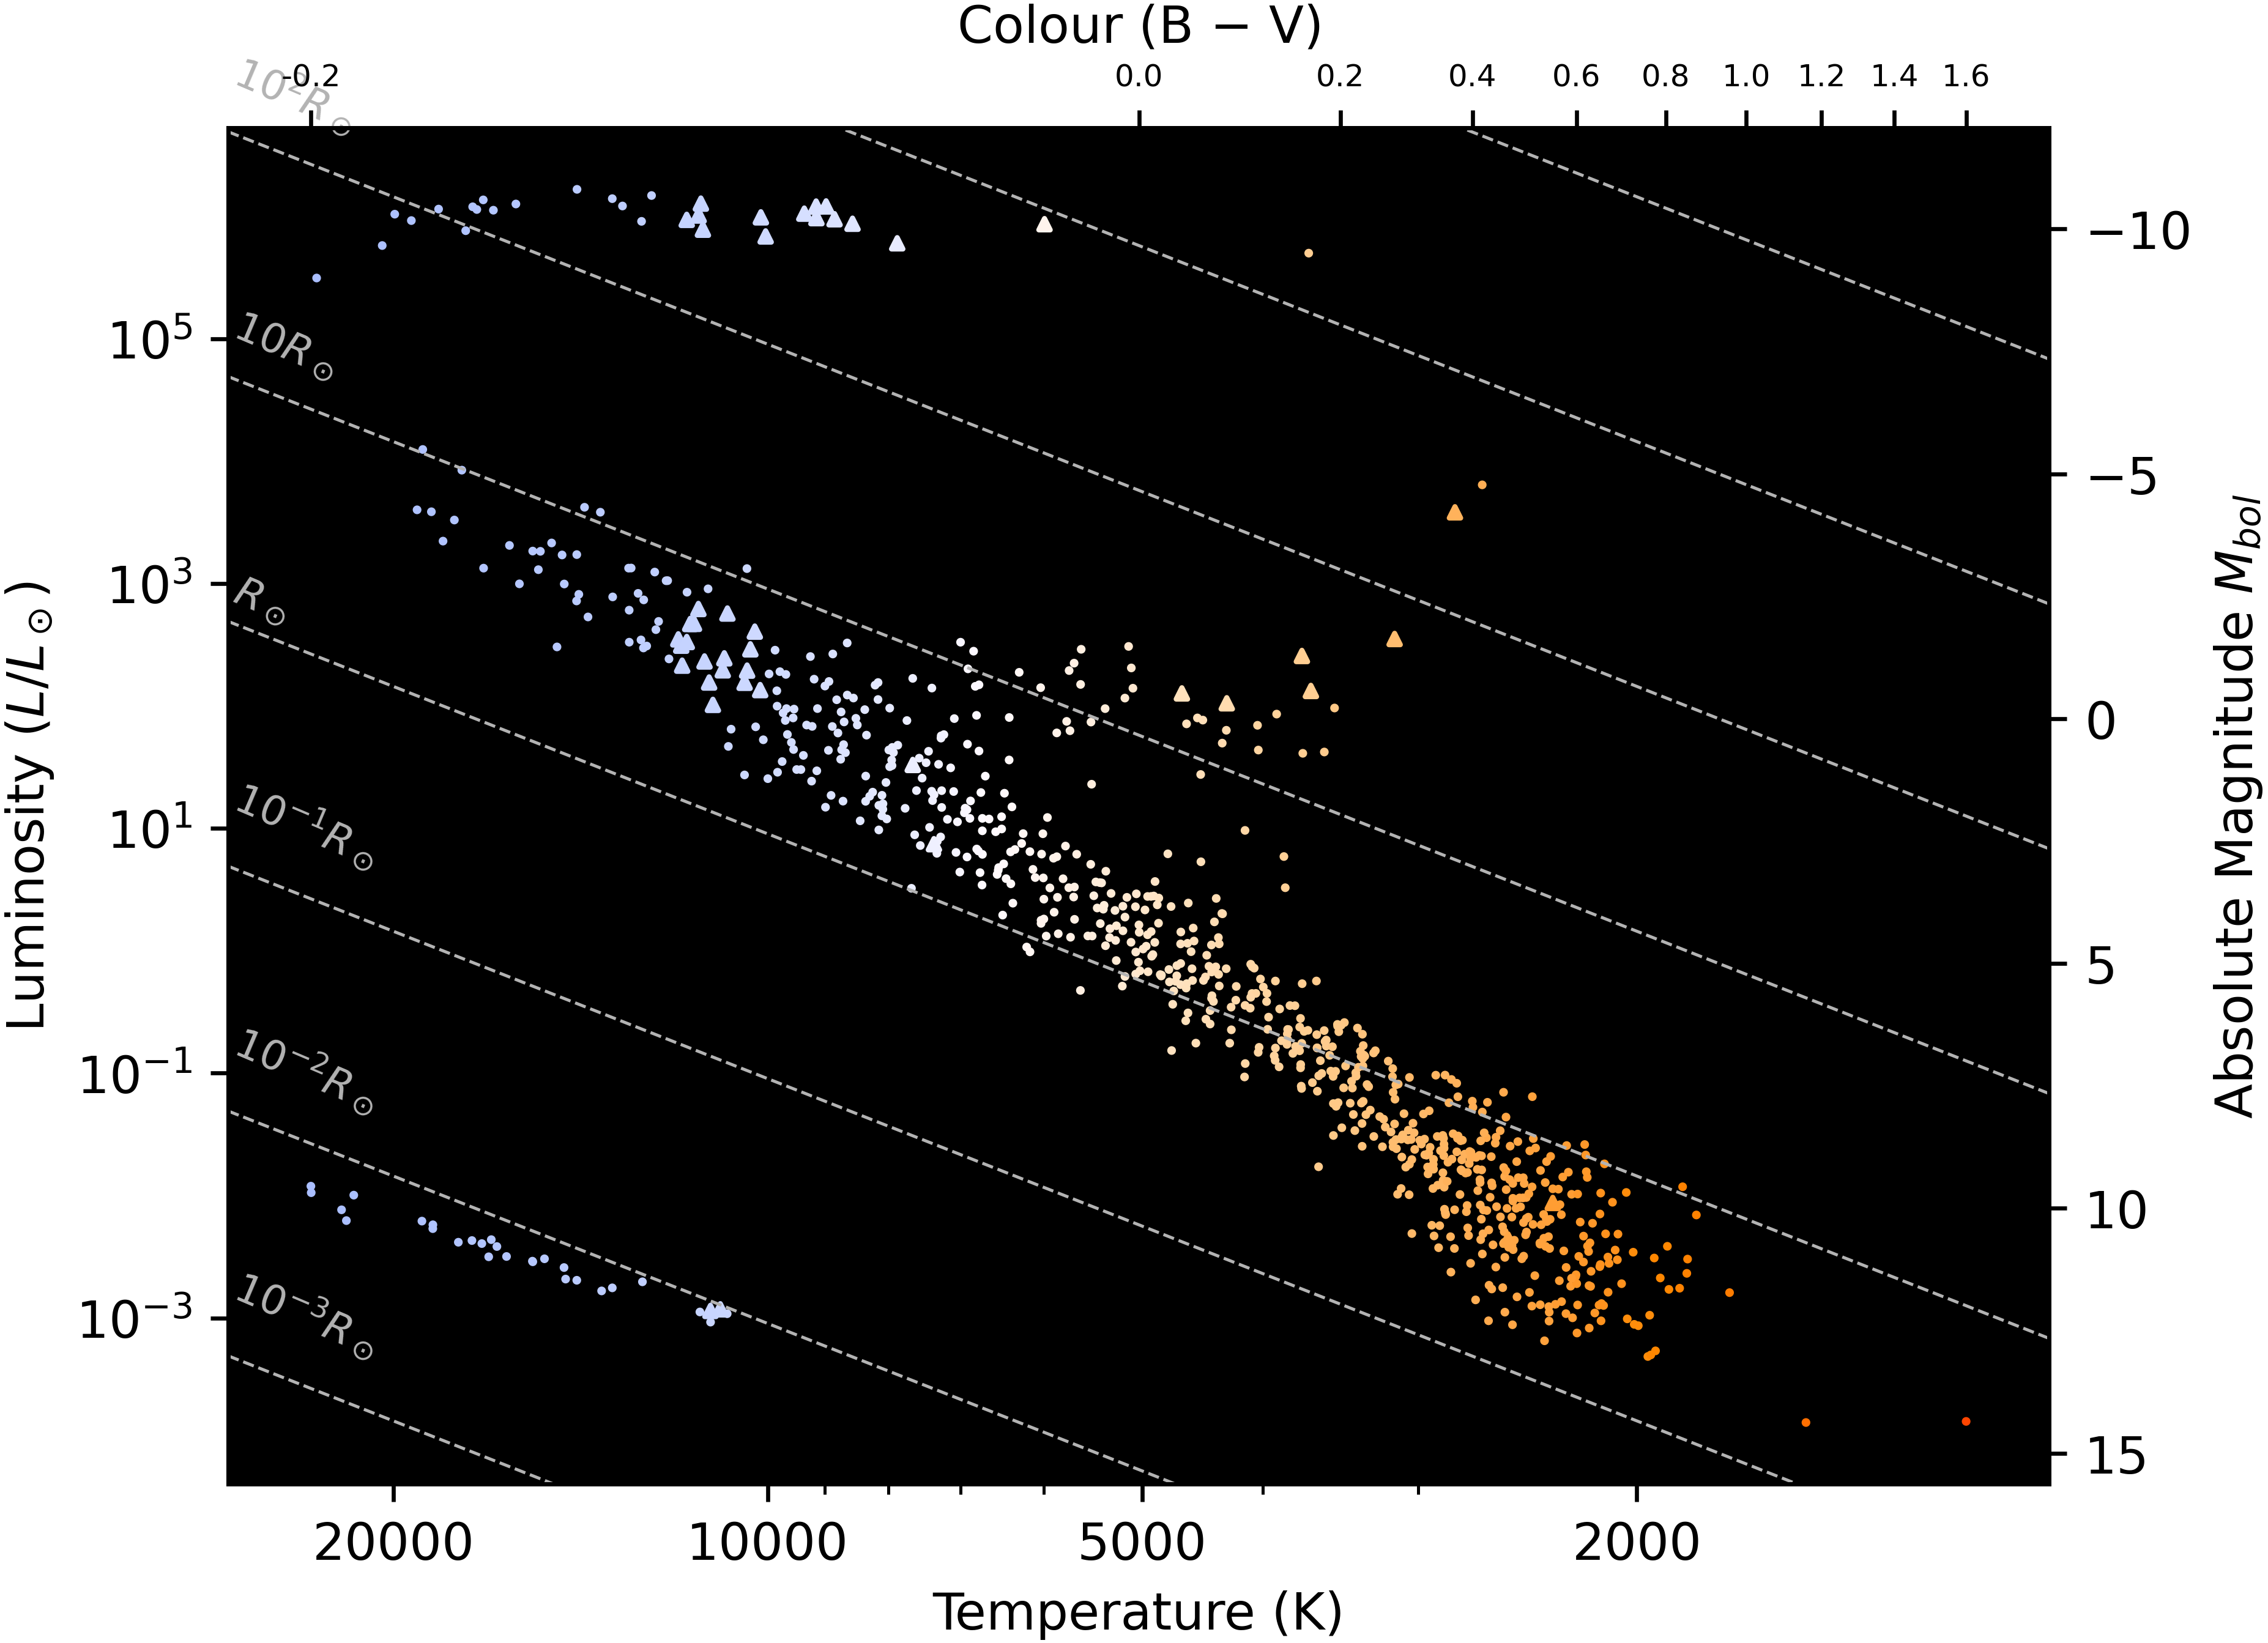 Colour (B − V)
-0.2 0.0 0.2 0.4 0.6 0.8 1.0 1.2 1.4 1.6
10²R☉
10R☉
R☉
10⁻¹R☉
10⁻²R☉
10⁻³R☉
Luminosity (L/L☉)
10⁵
10³
10¹
10⁻¹
10⁻³
−10
−5
0
5
10
15
Absolute Magnitude M_bol
20000 10000 5000 2000
Temperature (K)